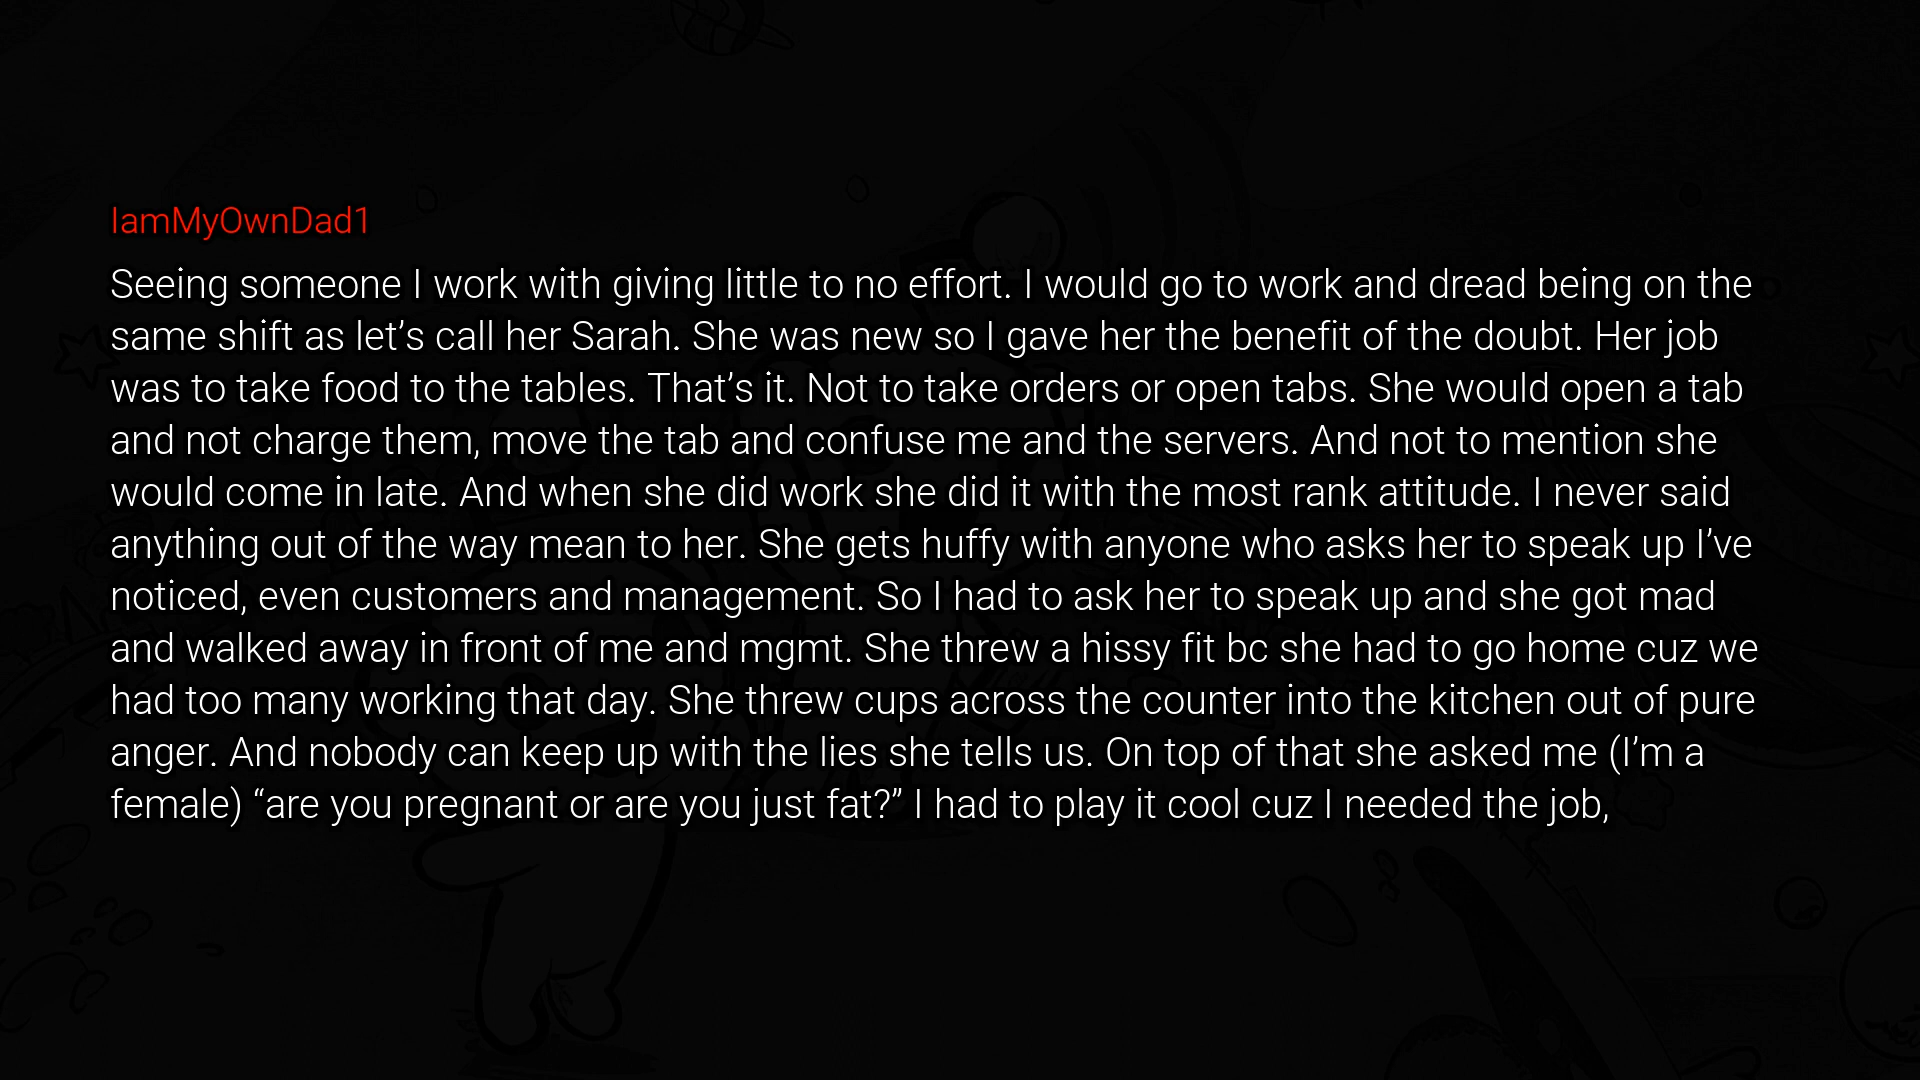 IamMyOwnDad1
Seeing someone I work with giving little to no effort. I would go to work and dread being on the
same shift as let’s call her Sarah. She was new so I gave her the benefit of the doubt. Her job
was to take food to the tables. That’s it. Not to take orders or open tabs. She would open a tab
and not charge them, move the tab and confuse me and the servers. And not to mention she
would come in late. And when she did work she did it with the most rank attitude. I never said
anything out of the way mean to her. She gets huffy with anyone who asks her to speak up I’ve
noticed, even customers and management. So I had to ask her to speak up and she got mad
and walked away in front of me and mgmt. She threw a hissy fit bc she had to go home cuz we
had too many working that day. She threw cups across the counter into the kitchen out of pure
anger. And nobody can keep up with the lies she tells us. On top of that she asked me (I’m a
female) “are you pregnant or are you just fat?” I had to play it cool cuz I needed the job,